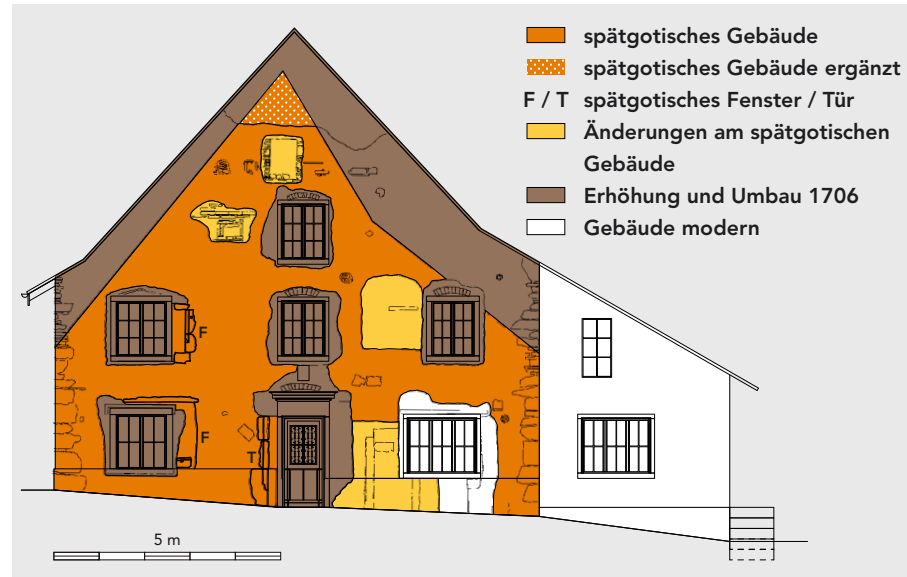 spätgotisches Gebäude
spätgotisches Gebäude ergänzt
F / T spätgotisches Fenster / Tür
Änderungen am spätgotischen
Gebäude
Erhöhung und Umbau 1706
Gebäude modern
F
F
T
5 m